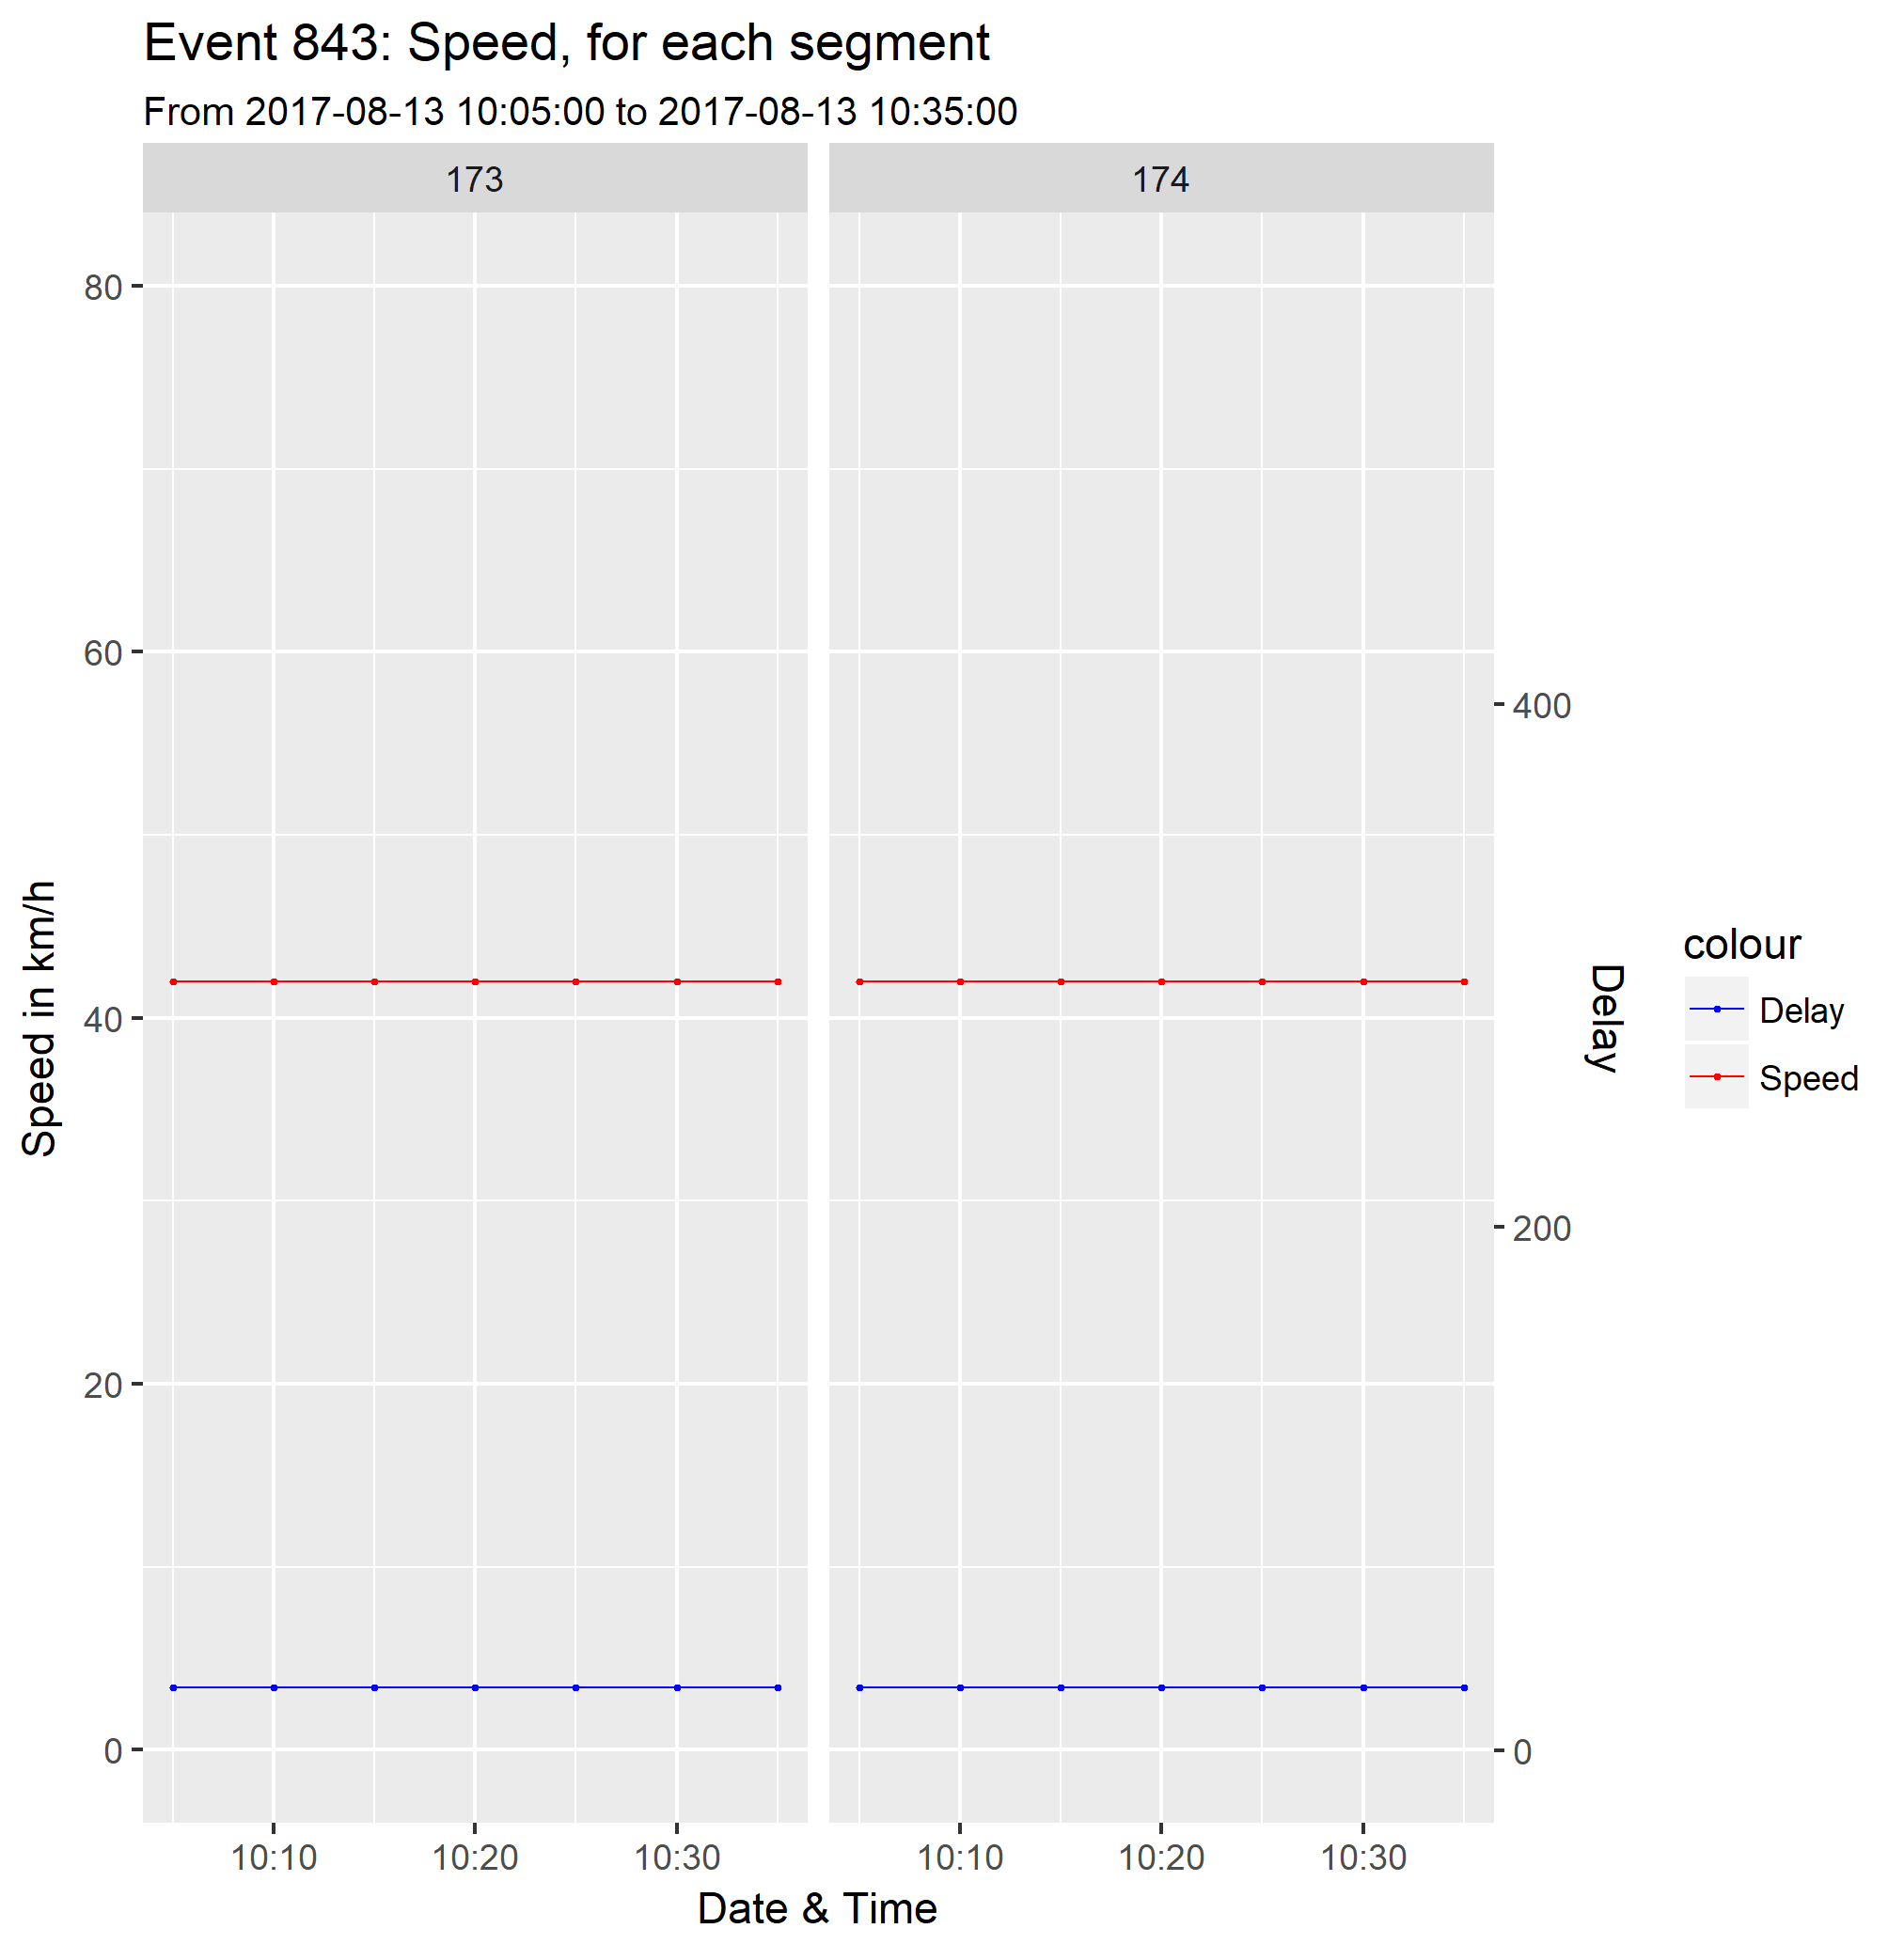 Event 843: Speed, for each segment
From 2017-08-13 10:05:00 to 2017-08-13 10:35:00
173
174
80
60
40
20
0
Speed in km/h
400
200
0
Delay
colour
Delay
Speed
10:10
10:20
10:30
10:10
10:20
10:30
Date & Time